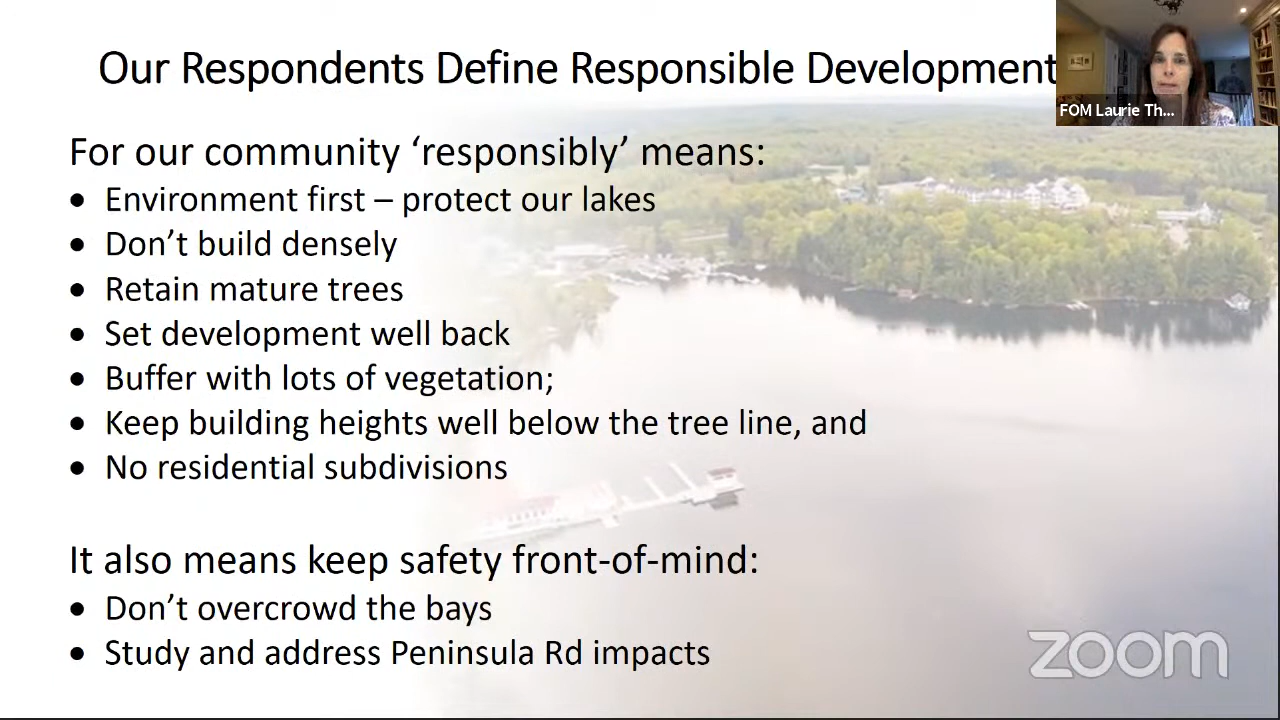 Our Respondents Define Responsible Development
FOM Laurie Th...
For our community ‘responsibly’ means:
• Environment first – protect our lakes
• Don’t build densely
• Retain mature trees
• Set development well back
• Buffer with lots of vegetation;
• Keep building heights well below the tree line, and
• No residential subdivisions
It also means keep safety front-of-mind:
• Don’t overcrowd the bays
• Study and address Peninsula Rd impacts
zoom